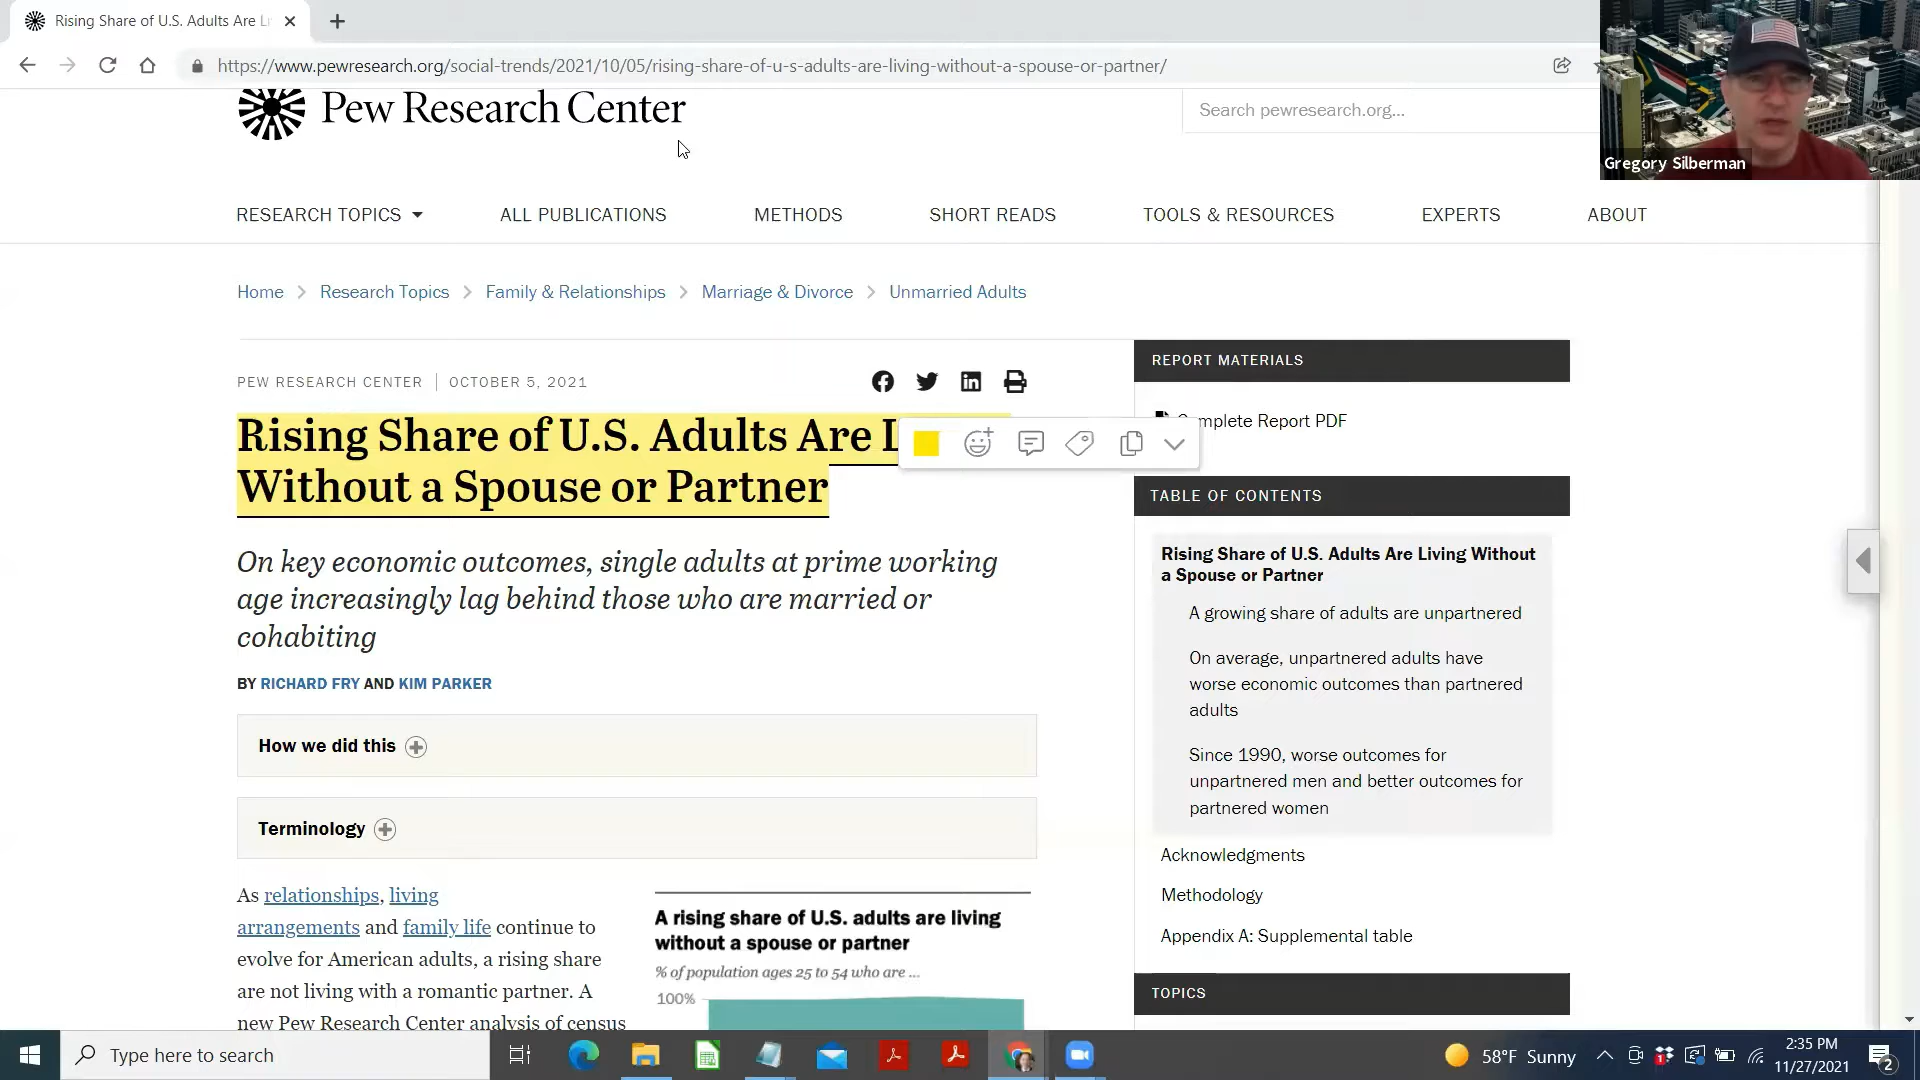 Rising Share of U.S. Adults Are Li
https://www.pewresearch.org/social-trends/2021/10/05/rising-share-of-u-s-adults-are-living-without-a-spouse-or-partner/
Pew Research Center
Search pewresearch.org...
Gregory Silberman
RESEARCH TOPICS ALL PUBLICATIONS METHODS SHORT READS TOOLS & RESOURCES EXPERTS ABOUT
Home > Research Topics > Family & Relationships > Marriage & Divorce > Unmarried Adults
PEW RESEARCH CENTER | OCTOBER 5, 2021
Rising Share of U.S. Adults Are L
Without a Spouse or Partner
On key economic outcomes, single adults at prime working
age increasingly lag behind those who are married or
cohabiting
BY RICHARD FRY AND KIM PARKER
How we did this
Terminology
As relationships, living
arrangements and family life continue to
evolve for American adults, a rising share
are not living with a romantic partner. A
new Pew Research Center analysis of census
A rising share of U.S. adults are living
without a spouse or partner
% of population ages 25 to 54 who are ...
100%
REPORT MATERIALS
mplete Report PDF
TABLE OF CONTENTS
Rising Share of U.S. Adults Are Living Without
a Spouse or Partner
A growing share of adults are unpartnered
On average, unpartnered adults have
worse economic outcomes than partnered
adults
Since 1990, worse outcomes for
unpartnered men and better outcomes for
partnered women
Acknowledgments
Methodology
Appendix A: Supplemental table
TOPICS
Type here to search
58°F Sunny
2:35 PM
11/27/2021
2